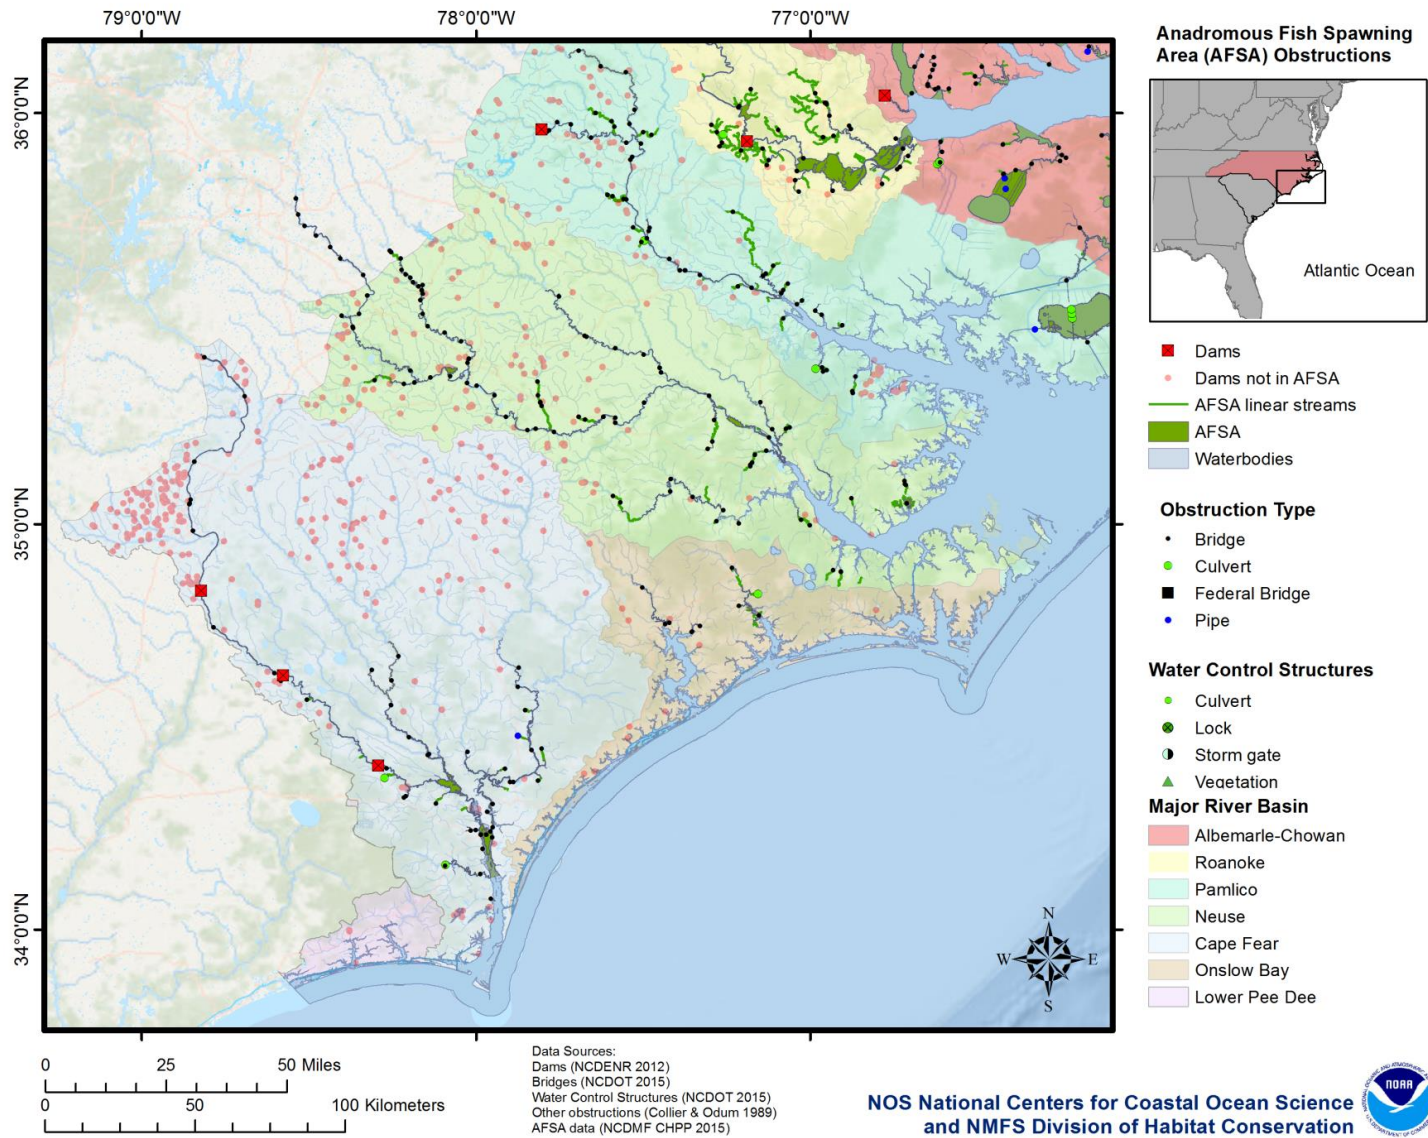 79°0'0"W
78°0'0"W
77°0'0"W
36°0'0"N
35°0'0"N
34°0'0"N
N
W
E
S
Anadromous Fish Spawning
Area (AFSA) Obstructions
Atlantic Ocean
Dams
Dams not in AFSA
AFSA linear streams
AFSA
Waterbodies
Obstruction Type
Bridge
Culvert
Federal Bridge
Pipe
Water Control Structures
Culvert
Lock
Storm gate
Vegetation
Major River Basin
Albemarle-Chowan
Roanoke
Pamlico
Neuse
Cape Fear
Onslow Bay
Lower Pee Dee
0 25 50 Miles
0 50 100 Kilometers
Data Sources:
Dams (NCDENR 2012)
Bridges (NCDOT 2015)
Water Control Structures (NCDOT 2015)
Other obstructions (Collier & Odum 1989)
AFSA data (NCDMF CHPP 2015)
NOS National Centers for Coastal Ocean Science
and NMFS Division of Habitat Conservation
NOAA